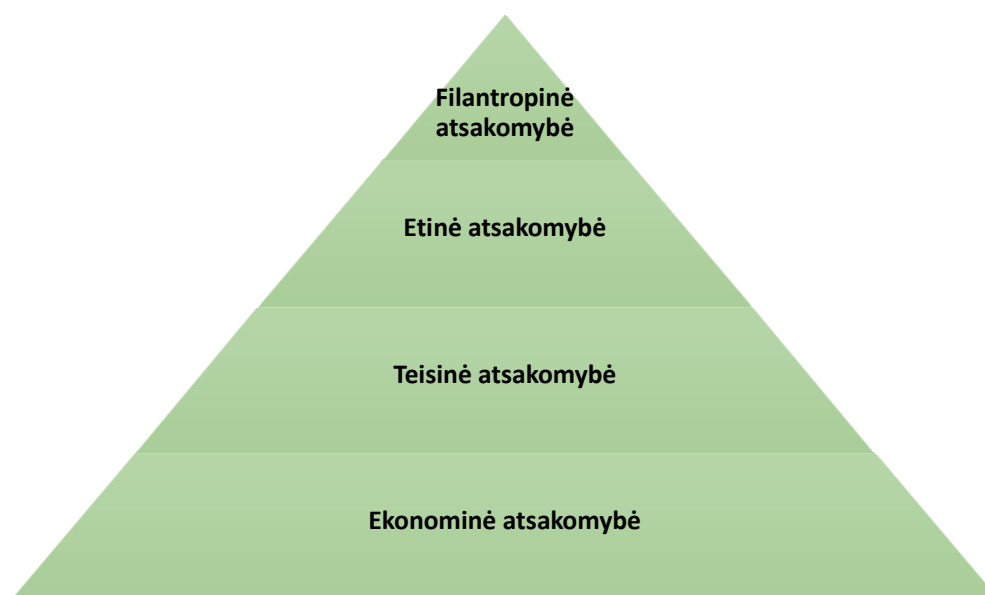 Filantropinė
atsakomybė
Etinė atsakomybė
Teisinė atsakomybė
Ekonominė atsakomybė